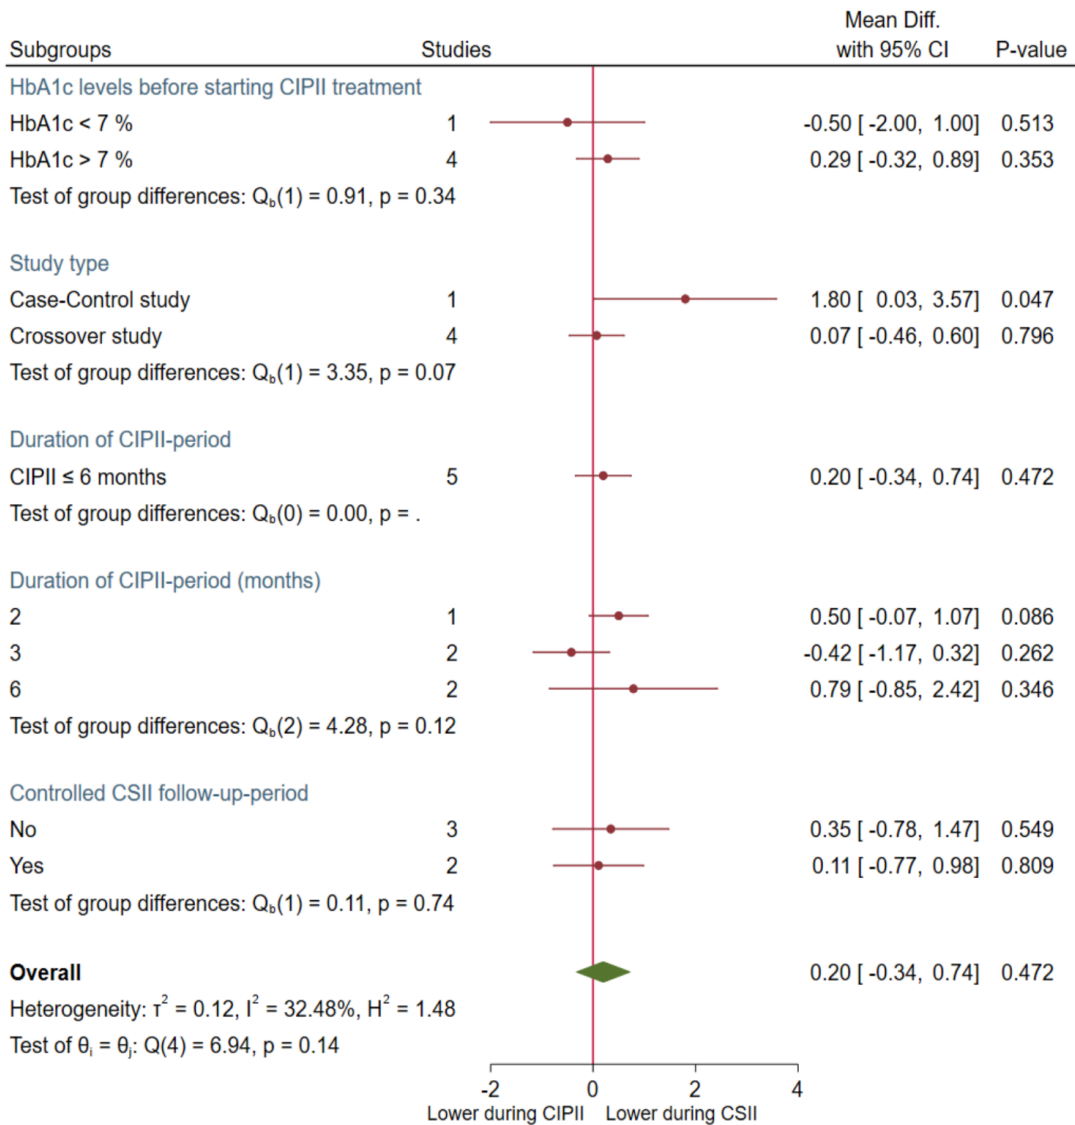 Mean Diff.
Subgroups Studies with 95% CI P-value
HbA1c levels before starting CIPII treatment
HbA1c < 7 % 1 -0.50 [ -2.00, 1.00] 0.513
HbA1c > 7 % 4 0.29 [ -0.32, 0.89] 0.353
Test of group differences: Q_b(1) = 0.91, p = 0.34
Study type
Case-Control study 1 1.80 [ 0.03, 3.57] 0.047
Crossover study 4 0.07 [ -0.46, 0.60] 0.796
Test of group differences: Q_b(1) = 3.35, p = 0.07
Duration of CIPII-period
CIPII ≤ 6 months 5 0.20 [ -0.34, 0.74] 0.472
Test of group differences: Q_b(0) = 0.00, p = .
Duration of CIPII-period (months)
2 1 0.50 [ -0.07, 1.07] 0.086
3 2 -0.42 [ -1.17, 0.32] 0.262
6 2 0.79 [ -0.85, 2.42] 0.346
Test of group differences: Q_b(2) = 4.28, p = 0.12
Controlled CSII follow-up-period
No 3 0.35 [ -0.78, 1.47] 0.549
Yes 2 0.11 [ -0.77, 0.98] 0.809
Test of group differences: Q_b(1) = 0.11, p = 0.74
Overall 0.20 [ -0.34, 0.74] 0.472
Heterogeneity: τ² = 0.12, I² = 32.48%, H² = 1.48
Test of θ_i = θ_j: Q(4) = 6.94, p = 0.14
-2 0 2 4
Lower during CIPII Lower during CSII